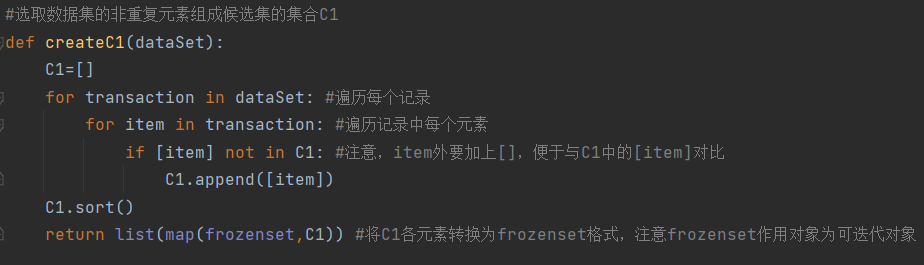 #选取数据集的非重复元素组成候选集的集合C1
def createC1(dataSet):
    C1=[]
    for transaction in dataSet: #遍历每个记录
        for item in transaction: #遍历记录中每个元素
            if [item] not in C1: #注意，item外要加上[]，便于与C1中的[item]对比
                C1.append([item])
    C1.sort()
    return list(map(frozenset,C1)) #将C1各元素转换为frozenset格式，注意frozenset作用对象为可迭代对象